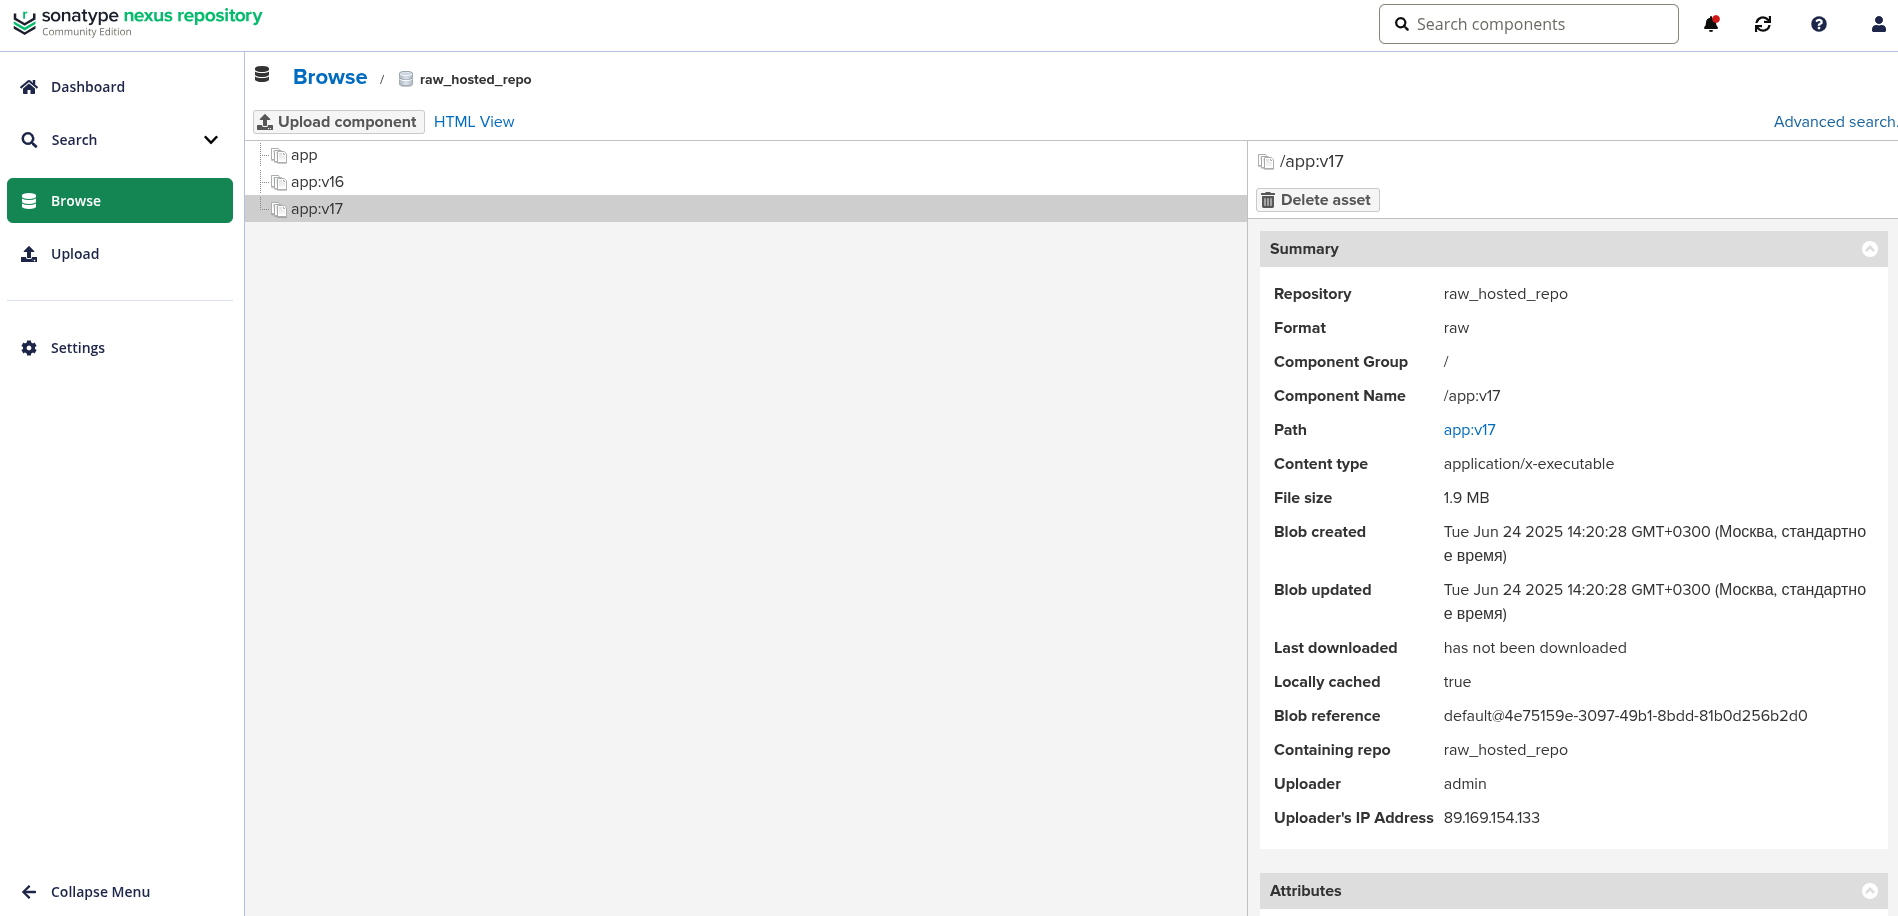 sonatype nexus repository
Community Edition
Search components
Dashboard
Search
Browse
Upload
Settings
Collapse Menu
Browse / raw_hosted_repo
Upload component HTML View Advanced search.
app
app:v16
app:v17
/app:v17
Delete asset
Summary
Repository raw_hosted_repo
Format raw
Component Group /
Component Name /app:v17
Path app:v17
Content type application/x-executable
File size 1.9 MB
Blob created Tue Jun 24 2025 14:20:28 GMT+0300 (Москва, стандартно
е время)
Blob updated Tue Jun 24 2025 14:20:28 GMT+0300 (Москва, стандартно
е время)
Last downloaded has not been downloaded
Locally cached true
Blob reference default@4e75159e-3097-49b1-8bdd-81b0d256b2d0
Containing repo raw_hosted_repo
Uploader admin
Uploader's IP Address 89.169.154.133
Attributes